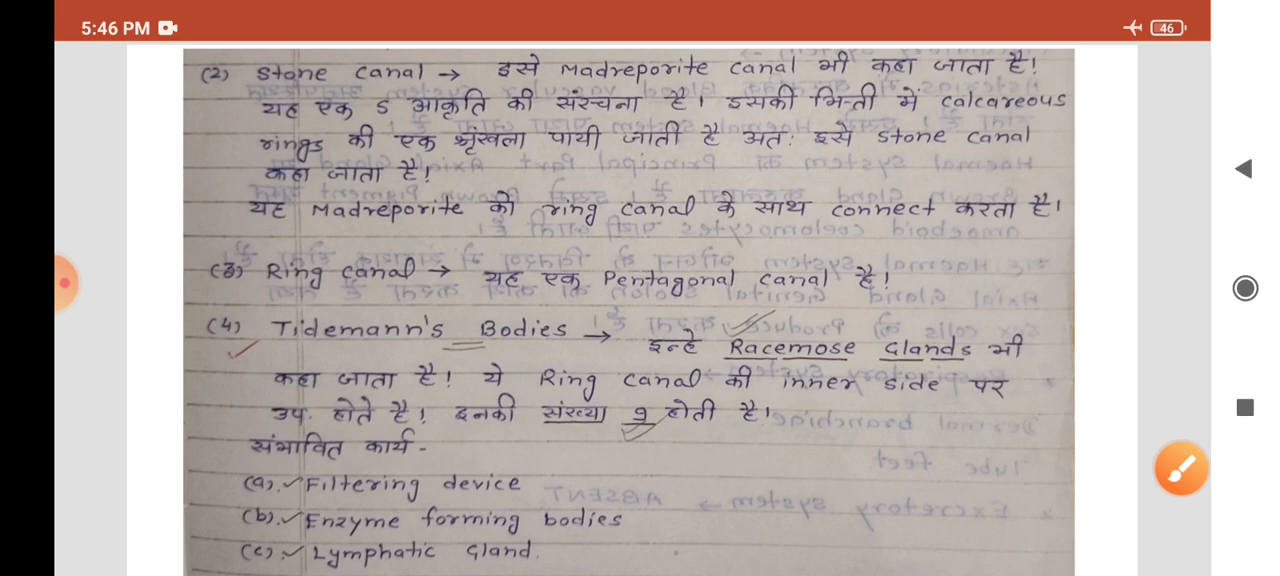 5:46 PM
46
(2) Stone canal → इसे Madreporite canal भी कहा जाता है!
यह एक S आकृति की संरचना है। इसकी भित्ती में calcareous
rings की एक श्रृंखला पायी जाती है अत: इसे stone canal
कहा जाता है!
यह Madreporite को ring canal के साथ connect करता है।
(3) Ring canal → यह एक Pentagonal canal है!
(4) Tidemann's Bodies → इन्हे Racemose Glands भी
कहा जाता है! ये Ring canal की inner side पर
उप. होते है! इनकी संख्या 9 होती है।
संभावित कार्य -
(a). Filtering device
(b). Enzyme forming bodies
(c). Lymphatic Gland.